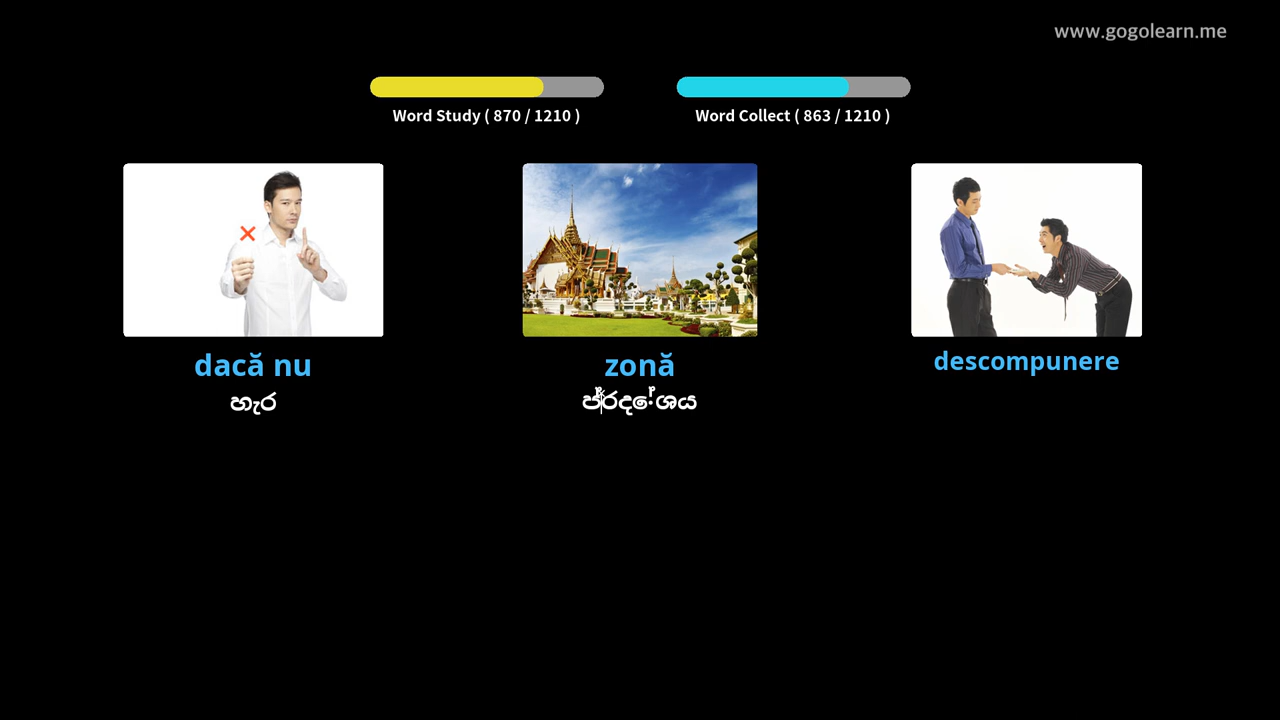 www.gogolearn.me
Word Study ( 870 / 1210 )
Word Collect ( 863 / 1210 )
dacă nu
හැර
zonă
ප්‍රදේශය
descompunere